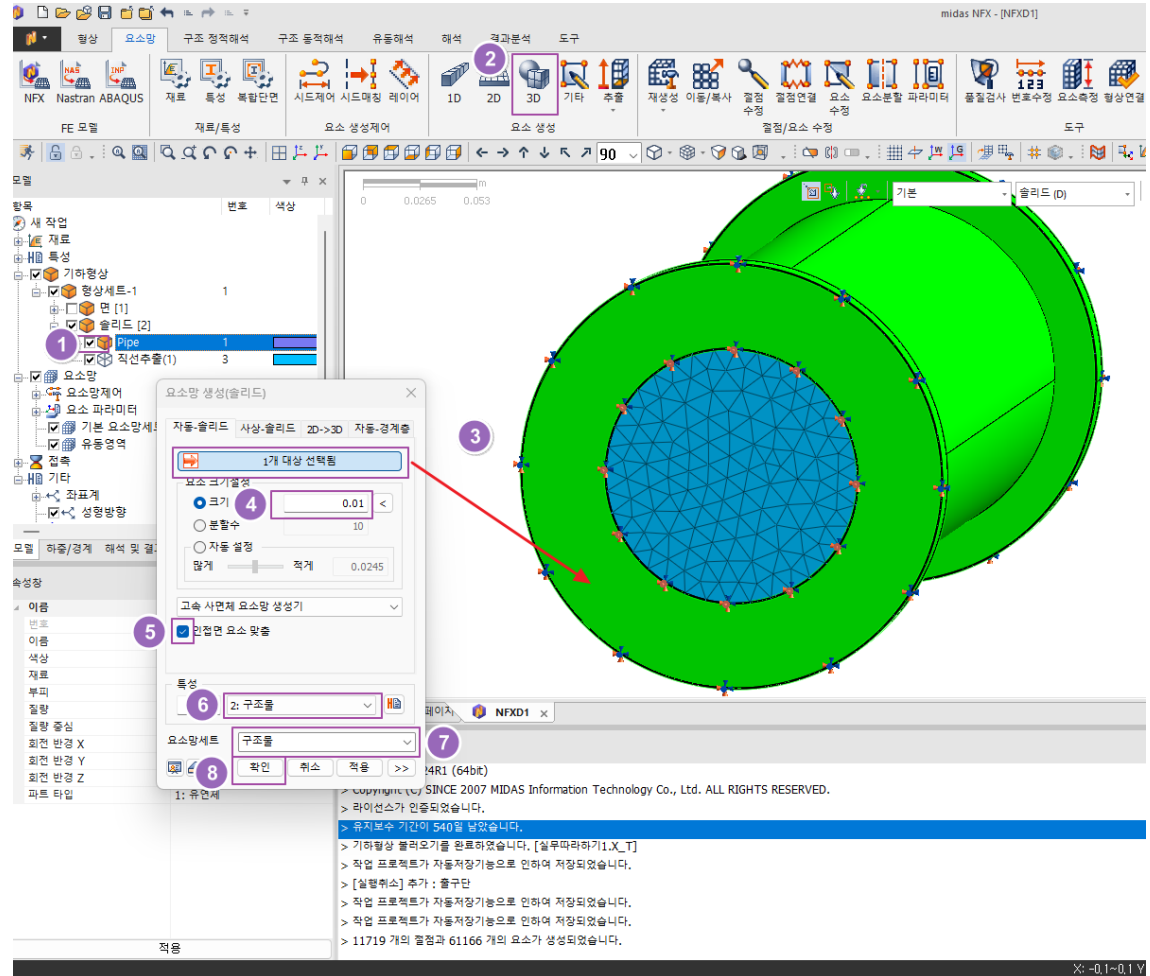 midas NFX - [NFXD1]
형상 요소망 구조 정적해석 구조 동적해석 유동해석 해석 결과분석 도구
2
NFX Nastran ABAQUS 재료 특성 복합단면 시드제어 시드매칭 레이어 1D 2D 3D 기타 추출 재생성 이동/복사 절점 수정 절점연결 요소 수정 요소분할 파라미터 품질검사 번호수정 요소측정 형상연결
FE 모델 재료/특성 요소 생성제어 요소 생성 절점/요소 수정 도구
90
모델
항목 번호 색상
새 작업
재료
특성
기하형상
형상세트-1 1
면 [1]
솔리드 [2]
1 Pipe 1
직선추출(1) 3
요소망
요소망제어
요소 파라미터
기본 요소망세
유동영역
접촉
기타
좌표계
성형방향
모델 하중/경계 해석 및 결
속성창
이름
번호
이름
색상
재료
부피
질량
질량 중심
회전 반경 X
회전 반경 Y
회전 반경 Z
파트 타입 1: 유연체
적용
요소망 생성(솔리드)
자동-솔리드 사상-솔리드 2D->3D 자동-경계층
1개 대상 선택됨
3
요소 크기설정
크기 4 0.01 <
분할수 10
자동 설정
많게 적게 0.0245
고속 사면체 요소망 생성기
5 인접면 요소 맞춤
특성
6 2: 구조물
요소망세트 구조물 7
8 확인 취소 적용 >>
m
0 0.0265 0.053
기본 솔리드 (D)
페이지 NFXD1
24R1 (64bit)
> Copyright (C) SINCE 2007 MIDAS Information Technology Co., Ltd. ALL RIGHTS RESERVED.
> 라이선스가 인증되었습니다.
> 유지보수 기간이 540일 남았습니다.
> 기하형상 불러오기를 완료하였습니다. [실무따라하기1.X_T]
> 작업 프로젝트가 자동저장기능으로 인하여 저장되었습니다.
> [실행취소] 추가 : 출구단
> 작업 프로젝트가 자동저장기능으로 인하여 저장되었습니다.
> 작업 프로젝트가 자동저장기능으로 인하여 저장되었습니다.
> 11719 개의 절점과 61166 개의 요소가 생성되었습니다.
X: -0.1~0.1 Y